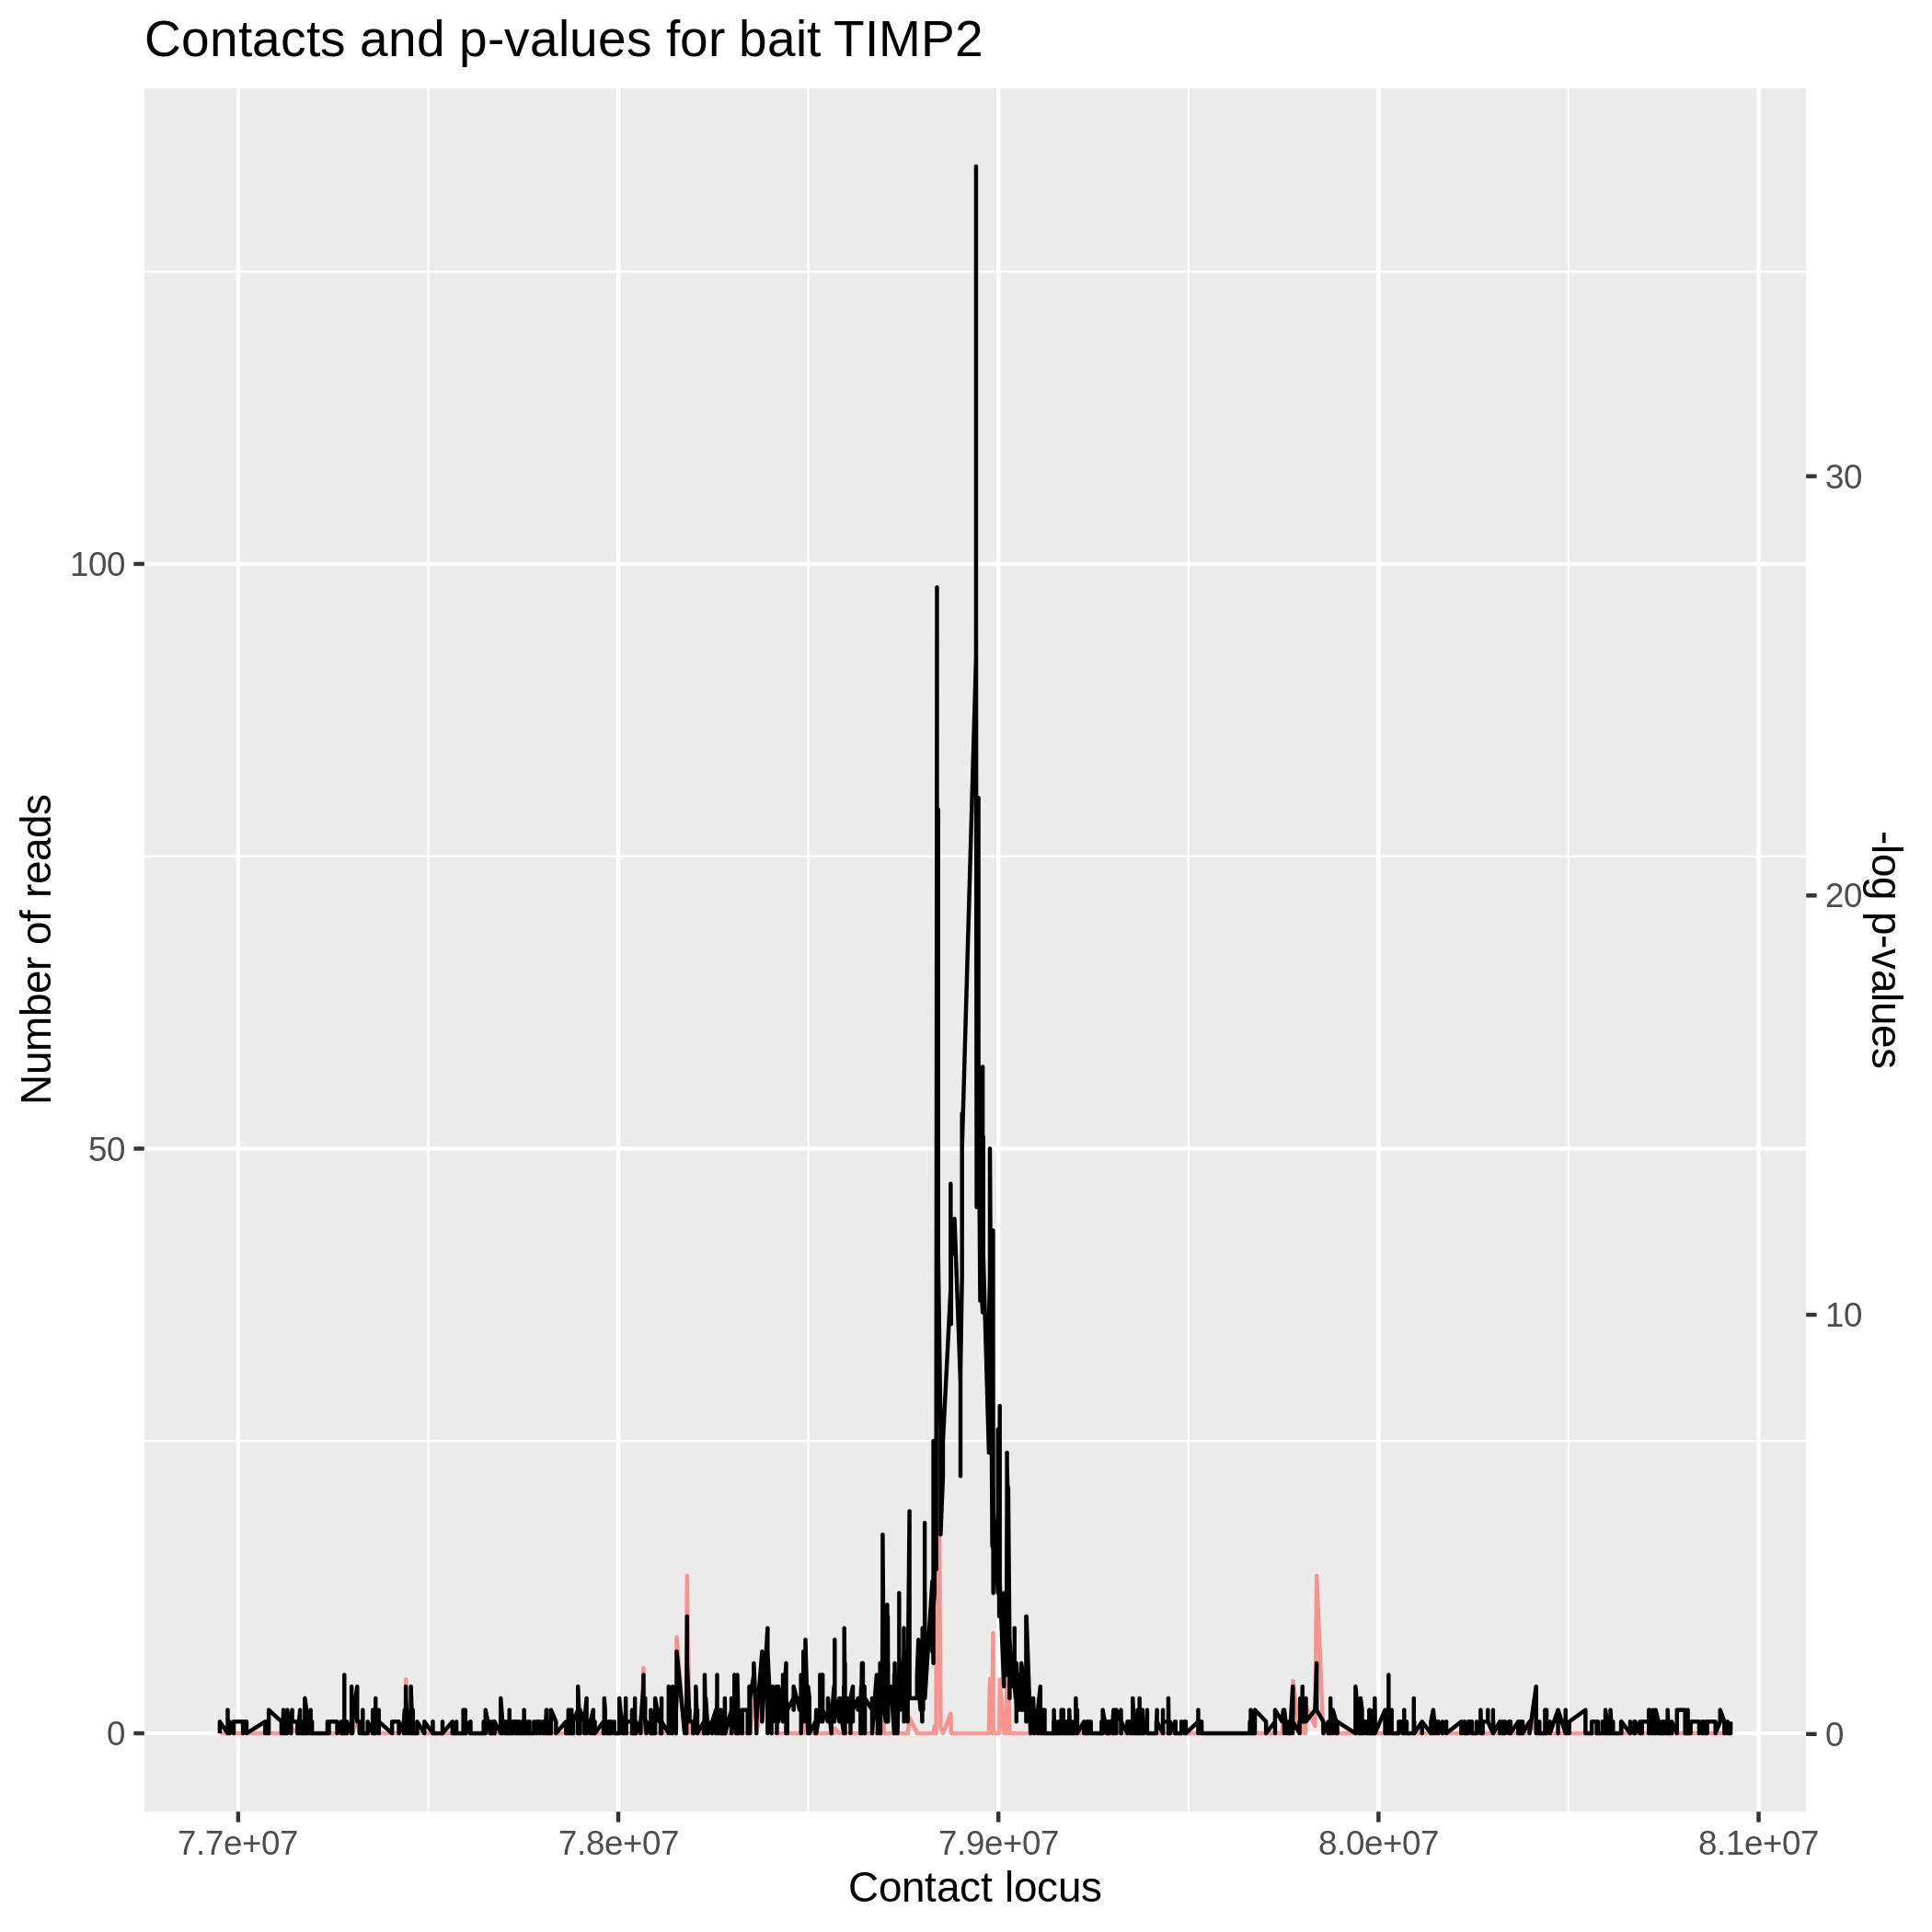 Contacts and p-values for bait TIMP2
Number of reads
100
50
0
30
20
10
0
-log p-values
7.7e+07 7.8e+07 7.9e+07 8.0e+07 8.1e+07
Contact locus